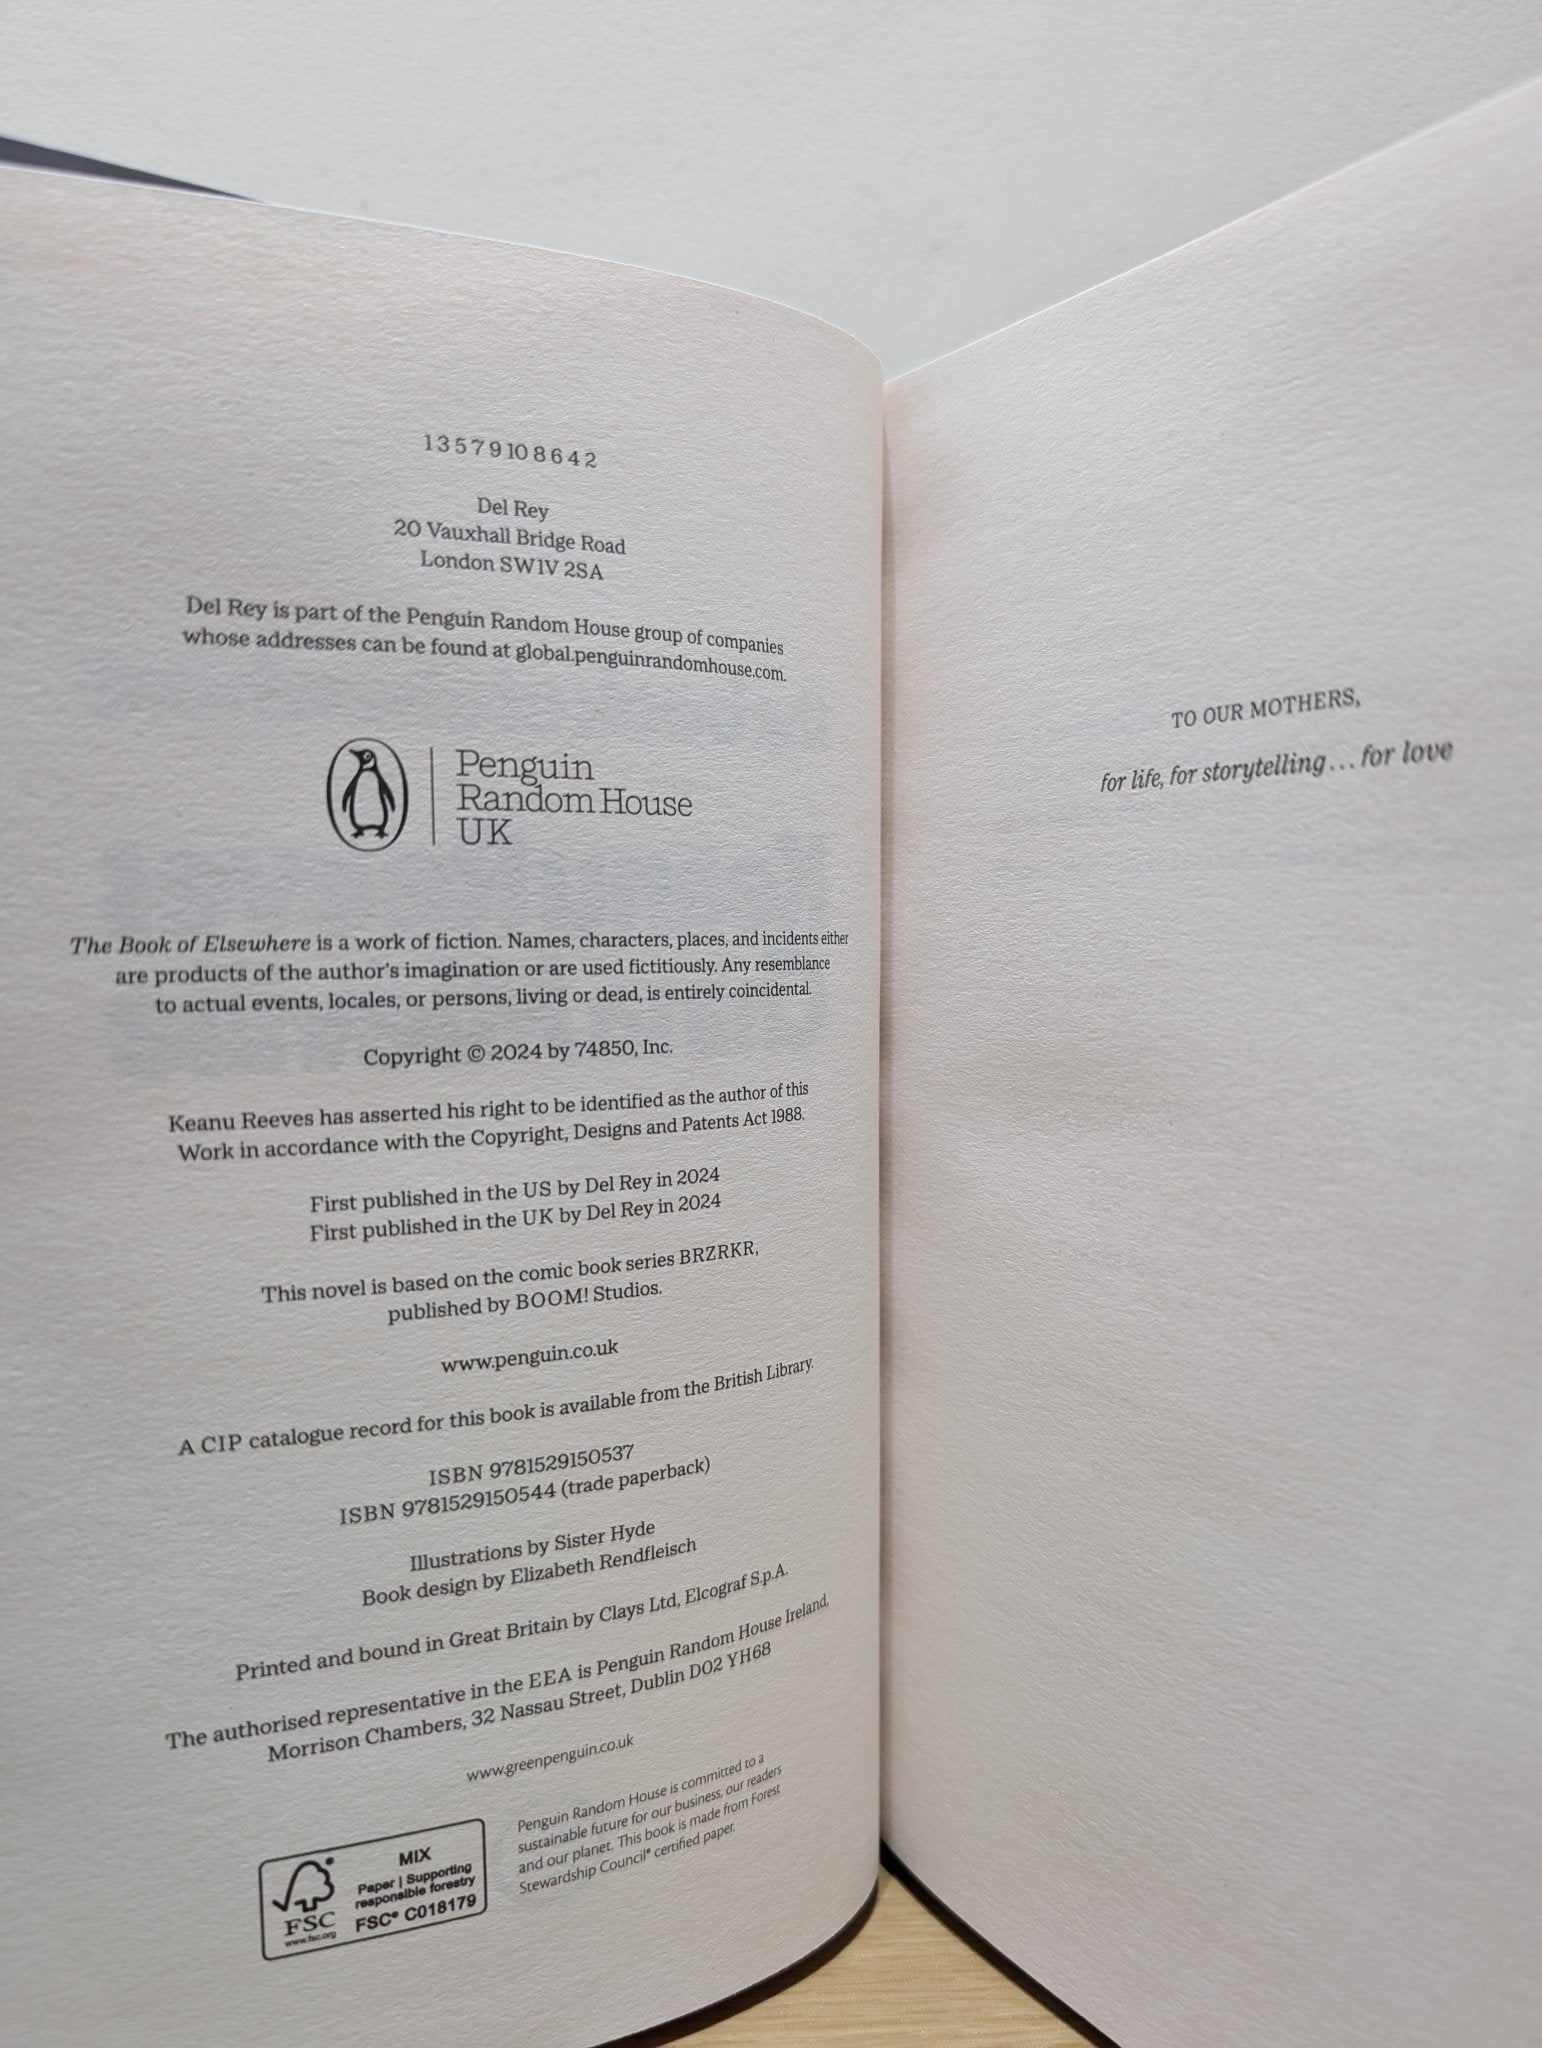 1 3 5 7 9 10 8 6 4 2
Del Rey
20 Vauxhall Bridge Road
London SW1V 2SA
Del Rey is part of the Penguin Random House group of companies
whose addresses can be found at global.penguinrandomhouse.com.
Penguin
Random House
UK
The Book of Elsewhere is a work of fiction. Names, characters, places, and incidents either
are products of the author's imagination or are used fictitiously. Any resemblance
to actual events, locales, or persons, living or dead, is entirely coincidental.
Copyright © 2024 by 74850, Inc.
Keanu Reeves has asserted his right to be identified as the author of this
Work in accordance with the Copyright, Designs and Patents Act 1988.
First published in the US by Del Rey in 2024
First published in the UK by Del Rey in 2024
This novel is based on the comic book series BRZRKR,
published by BOOM! Studios.
www.penguin.co.uk
A CIP catalogue record for this book is available from the British Library.
ISBN 9781529150537
ISBN 9781529150544 (trade paperback)
Illustrations by Sister Hyde
Book design by Elizabeth Rendfleisch
Printed and bound in Great Britain by Clays Ltd, Elcograf S.p.A.
The authorised representative in the EEA is Penguin Random House Ireland,
Morrison Chambers, 32 Nassau Street, Dublin D02 YH68
www.greenpenguin.co.uk
MIX
Paper | Supporting
responsible forestry
FSC® C018179
FSC
www.fsc.org
Penguin Random House is committed to a
sustainable future for our business, our readers
and our planet. This book is made from Forest
Stewardship Council® certified paper.
TO OUR MOTHERS,
for life, for storytelling . . . for love